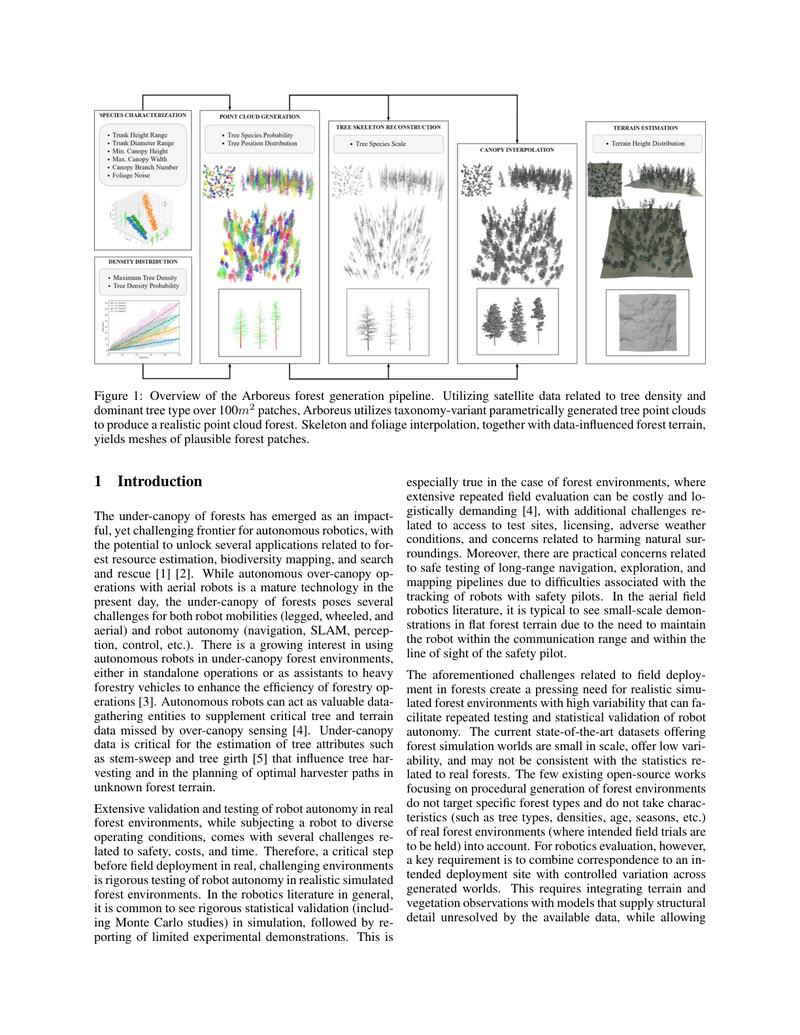 SPECIES CHARACTERIZATION
• Trunk Height Range
• Trunk Diameter Range
• Min. Canopy Height
• Max. Canopy Width
• Canopy Branch Number
• Foliage Noise
DENSITY DISTRIBUTION
• Maximum Tree Density
• Tree Density Probability
POINT CLOUD GENERATION
• Tree Species Probability
• Tree Position Distribution
TREE SKELETON RECONSTRUCTION
• Tree Species Scale
CANOPY INTERPOLATION
TERRAIN ESTIMATION
• Terrain Height Distribution
Figure 1: Overview of the Arboreus forest generation pipeline. Utilizing satellite data related to tree density and
dominant tree type over 100m² patches, Arboreus utilizes taxonomy-variant parametrically generated tree point clouds
to produce a realistic point cloud forest. Skeleton and foliage interpolation, together with data-influenced forest terrain,
yields meshes of plausible forest patches.
1 Introduction
The under-canopy of forests has emerged as an impact-
ful, yet challenging frontier for autonomous robotics, with
the potential to unlock several applications related to for-
est resource estimation, biodiversity mapping, and search
and rescue [1] [2]. While autonomous over-canopy op-
erations with aerial robots is a mature technology in the
present day, the under-canopy of forests poses several
challenges for both robot mobilities (legged, wheeled, and
aerial) and robot autonomy (navigation, SLAM, percep-
tion, control, etc.). There is a growing interest in using
autonomous robots in under-canopy forest environments,
either in standalone operations or as assistants to heavy
forestry vehicles to enhance the efficiency of forestry op-
erations [3]. Autonomous robots can act as valuable data-
gathering entities to supplement critical tree and terrain
data missed by over-canopy sensing [4]. Under-canopy
data is critical for the estimation of tree attributes such
as stem-sweep and tree girth [5] that influence tree har-
vesting and in the planning of optimal harvester paths in
unknown forest terrain.
Extensive validation and testing of robot autonomy in real
forest environments, while subjecting a robot to diverse
operating conditions, comes with several challenges re-
lated to safety, costs, and time. Therefore, a critical step
before field deployment in real, challenging environments
is rigorous testing of robot autonomy in realistic simulated
forest environments. In the robotics literature in general,
it is common to see rigorous statistical validation (includ-
ing Monte Carlo studies) in simulation, followed by re-
porting of limited experimental demonstrations. This is
especially true in the case of forest environments, where
extensive repeated field evaluation can be costly and lo-
gistically demanding [4], with additional challenges re-
lated to access to test sites, licensing, adverse weather
conditions, and concerns related to harming natural sur-
roundings. Moreover, there are practical concerns related
to safe testing of long-range navigation, exploration, and
mapping pipelines due to difficulties associated with the
tracking of robots with safety pilots. In the aerial field
robotics literature, it is typical to see small-scale demon-
strations in flat forest terrain due to the need to maintain
the robot within the communication range and within the
line of sight of the safety pilot.
The aforementioned challenges related to field deploy-
ment in forests create a pressing need for realistic simu-
lated forest environments with high variability that can fa-
cilitate repeated testing and statistical validation of robot
autonomy. The current state-of-the-art datasets offering
forest simulation worlds are small in scale, offer low vari-
ability, and may not be consistent with the statistics re-
lated to real forests. The few existing open-source works
focusing on procedural generation of forest environments
do not target specific forest types and do not take charac-
teristics (such as tree types, densities, age, seasons, etc.)
of real forest environments (where intended field trials are
to be held) into account. For robotics evaluation, however,
a key requirement is to combine correspondence to an in-
tended deployment site with controlled variation across
generated worlds. This requires integrating terrain and
vegetation observations with models that supply structural
detail unresolved by the available data, while allowing